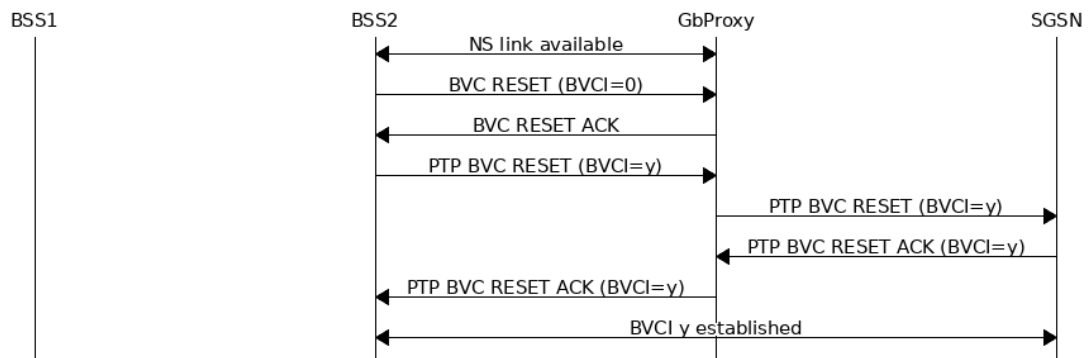 BSS1 BSS2 GbProxy SGSN
NS link available
BVC RESET (BVCI=0)
BVC RESET ACK
PTP BVC RESET (BVCI=y)
PTP BVC RESET (BVCI=y)
PTP BVC RESET ACK (BVCI=y)
PTP BVC RESET ACK (BVCI=y)
BVCI y established